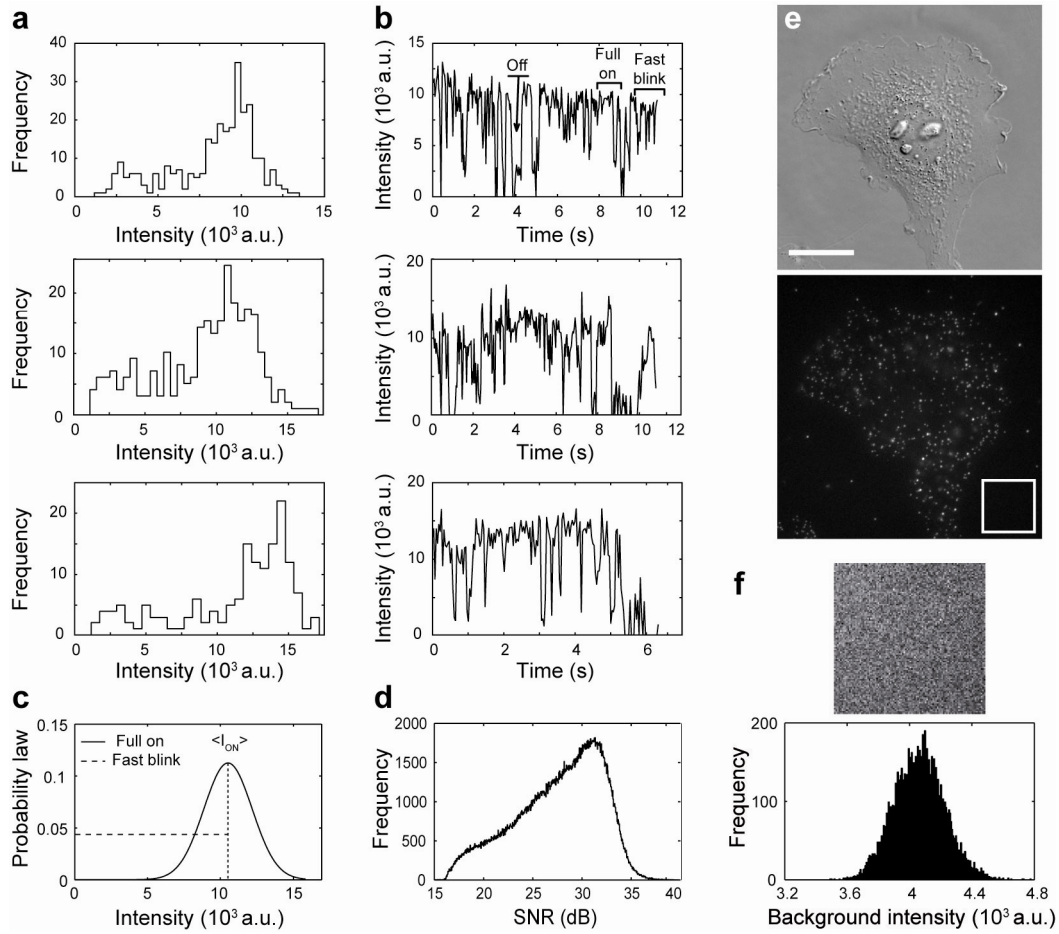 a
40
30
20
10
0
Frequency
0 5 10 15
Intensity (10³ a.u.)
20
10
0
Frequency
0 5 10 15
Intensity (10³ a.u.)
20
10
0
Frequency
0 5 10 15
Intensity (10³ a.u.)
b
15
10
5
0
Intensity (10³ a.u.)
Off
Full on
Fast blink
0 2 4 6 8 10 12
Time (s)
20
10
0
Intensity (10³ a.u.)
0 2 4 6 8 10 12
Time (s)
20
10
0
Intensity (10³ a.u.)
0 2 4 6
Time (s)
c
0.15
0.1
0.05
0
Probability law
Full on
Fast blink
<I_ON>
0 5 10 15
Intensity (10³ a.u.)
d
2000
1500
1000
500
0
Frequency
15 20 25 30 35 40
SNR (dB)
e
f
200
100
0
Frequency
3.2 3.6 4 4.4 4.8
Background intensity (10³ a.u.)